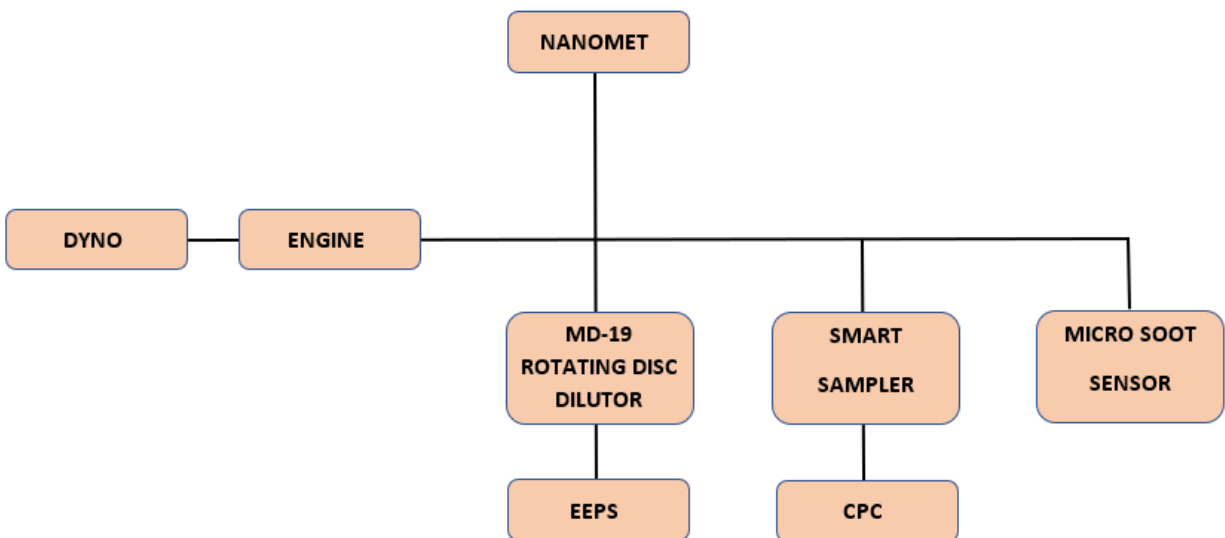 NANOMET
DYNO
ENGINE
MD-19
ROTATING DISC
DILUTOR
SMART
SAMPLER
MICRO SOOT
SENSOR
EEPS
CPC